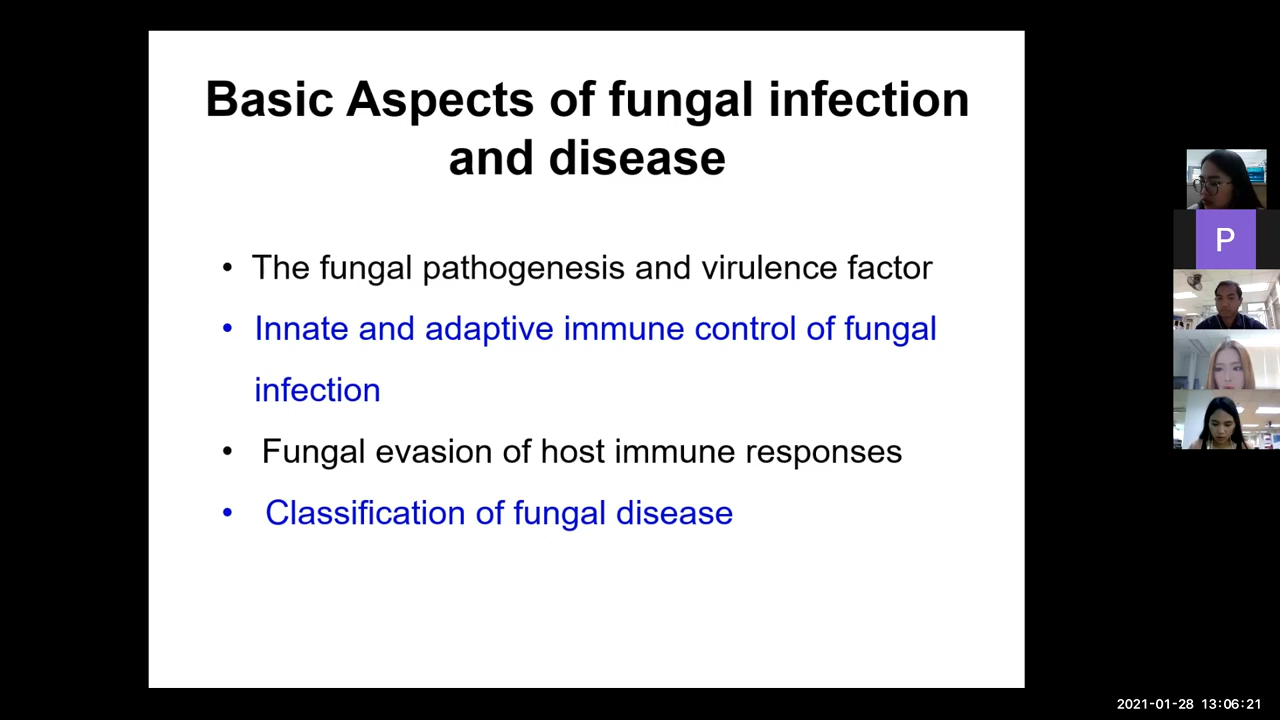 Basic Aspects of fungal infection
and disease
• The fungal pathogenesis and virulence factor
• Innate and adaptive immune control of fungal
infection
• Fungal evasion of host immune responses
• Classification of fungal disease
P
2021-01-28 13:06:21